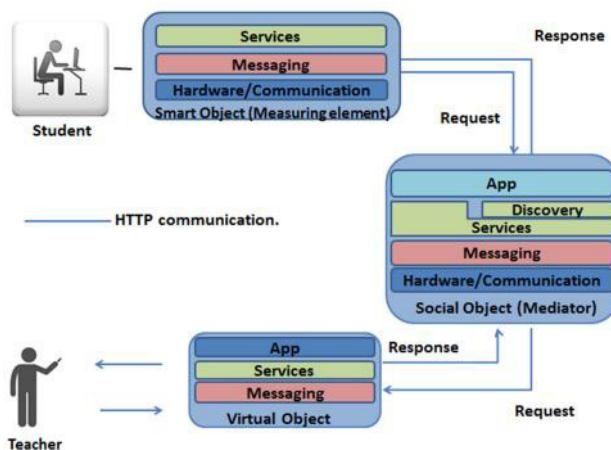 Services
Messaging
Hardware/Communication
Smart Object (Measuring element)
Student
Response
Request
App
Discovery
Services
Messaging
Hardware/Communication
Social Object (Mediator)
HTTP communication.
App
Services
Messaging
Virtual Object
Response
Request
Teacher